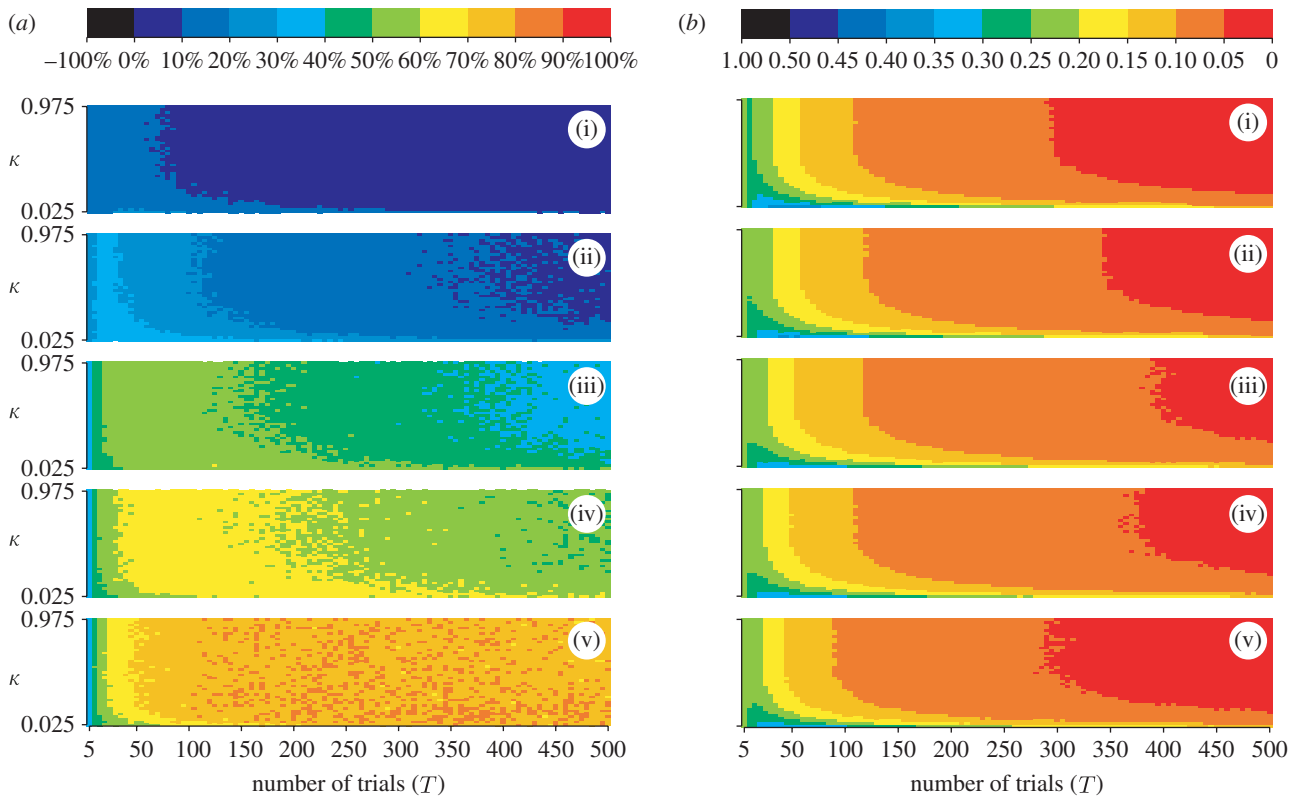 (a)
–100% 0% 10% 20% 30% 40% 50% 60% 70% 80% 90% 100%
0.975
κ
0.025
(i)
0.975
κ
0.025
(ii)
0.975
κ
0.025
(iii)
0.975
κ
0.025
(iv)
0.975
κ
0.025
(v)
5 50 100 150 200 250 300 350 400 450 500
number of trials (T)
(b)
1.00 0.50 0.45 0.40 0.35 0.30 0.25 0.20 0.15 0.10 0.05 0
(i)
(ii)
(iii)
(iv)
(v)
5 50 100 150 200 250 300 350 400 450 500
number of trials (T)